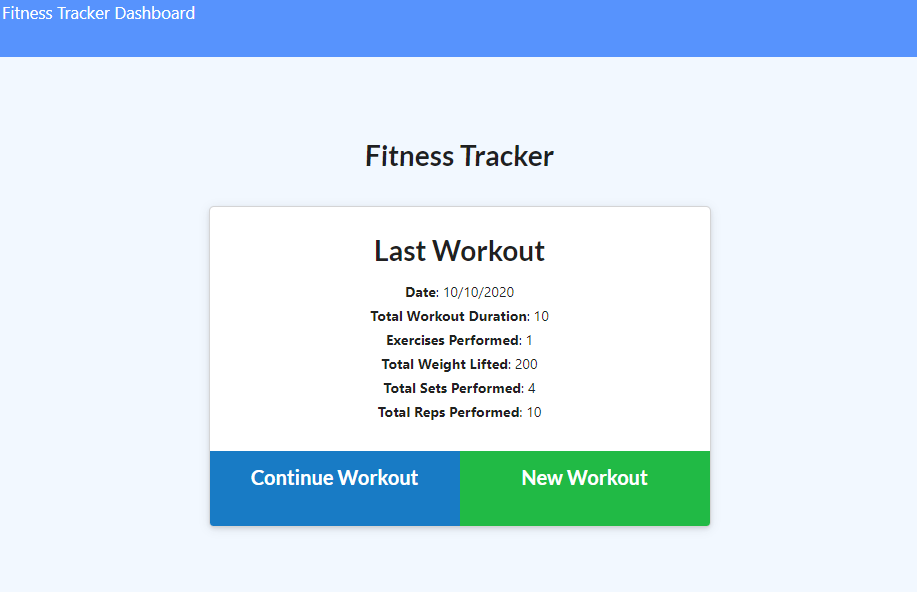 Fitness Tracker Dashboard
Fitness Tracker
Last Workout
Date: 10/10/2020
Total Workout Duration: 10
Exercises Performed: 1
Total Weight Lifted: 200
Total Sets Performed: 4
Total Reps Performed: 10
Continue Workout
New Workout